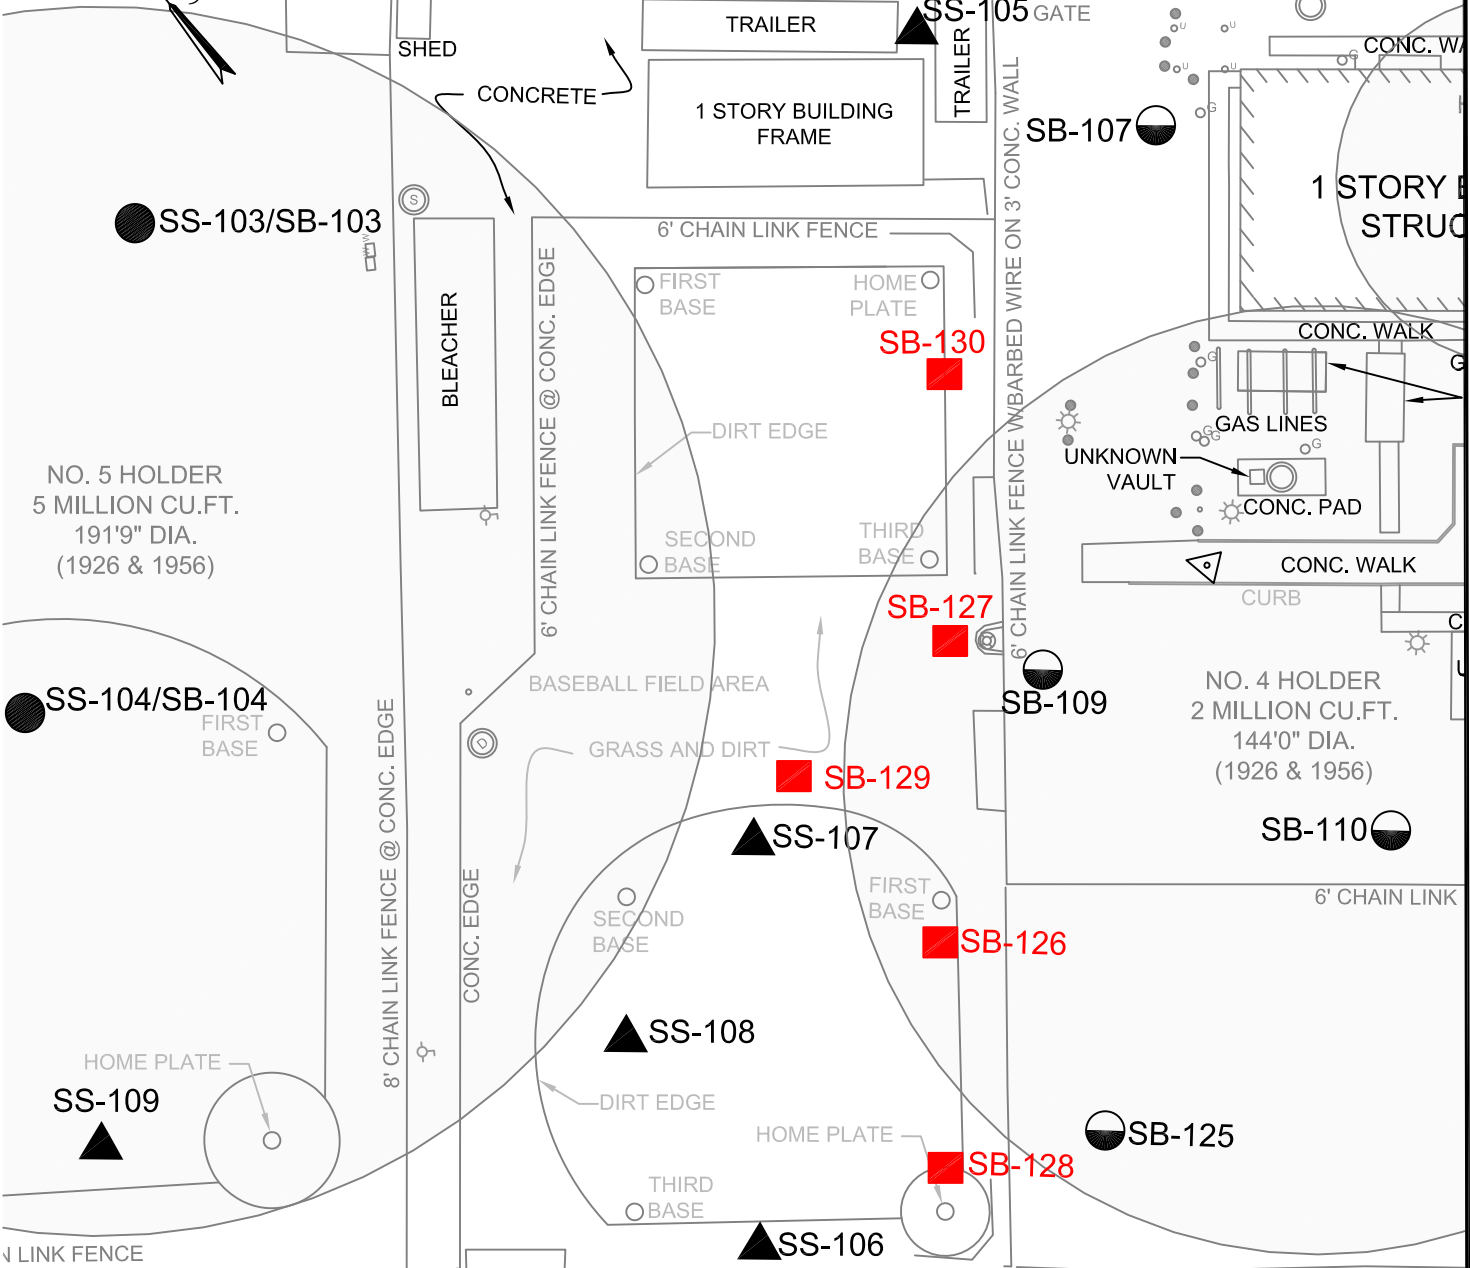 SS-105
GATE
TRAILER
SHED
CONC. WA
CONCRETE
TRAILER
1 STORY BUILDING
FRAME
SB-107
U
U
U
U
G
G
1 STORY
STRUC
SS-103/SB-103
S
6' CHAIN LINK FENCE
6' CHAIN LINK FENCE W/BARBED WIRE ON 3' CONC. WALL
6' CHAIN LINK FENCE @ CONC. EDGE
BLEACHER
FIRST
BASE
HOME
PLATE
SB-130
CONC. WALK
G
G
GAS LINES
DIRT EDGE
G
G
G
UNKNOWN
VAULT
CONC. PAD
NO. 5 HOLDER
5 MILLION CU.FT.
191'9" DIA.
(1926 & 1956)
SECOND
BASE
THIRD
BASE
CONC. WALK
CURB
SB-127
C
SS-104/SB-104
FIRST
BASE
BASEBALL FIELD AREA
SB-109
NO. 4 HOLDER
2 MILLION CU.FT.
144'0" DIA.
(1926 & 1956)
D
GRASS AND DIRT
SB-129
SS-107
SB-110
8' CHAIN LINK FENCE @ CONC. EDGE
CONC. EDGE
FIRST
BASE
6' CHAIN LINK
SECOND
BASE
SB-126
SS-108
HOME PLATE
SS-109
DIRT EDGE
HOME PLATE
SB-125
SB-128
THIRD
BASE
SS-106
LINK FENCE